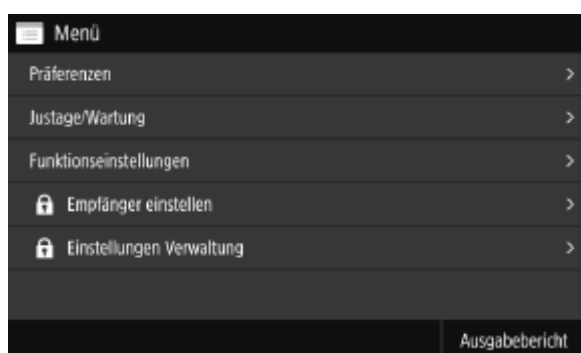 Menü
Präferenzen
Justage/Wartung
Funktionseinstellungen
Empfänger einstellen
Einstellungen Verwaltung
Ausgabebericht